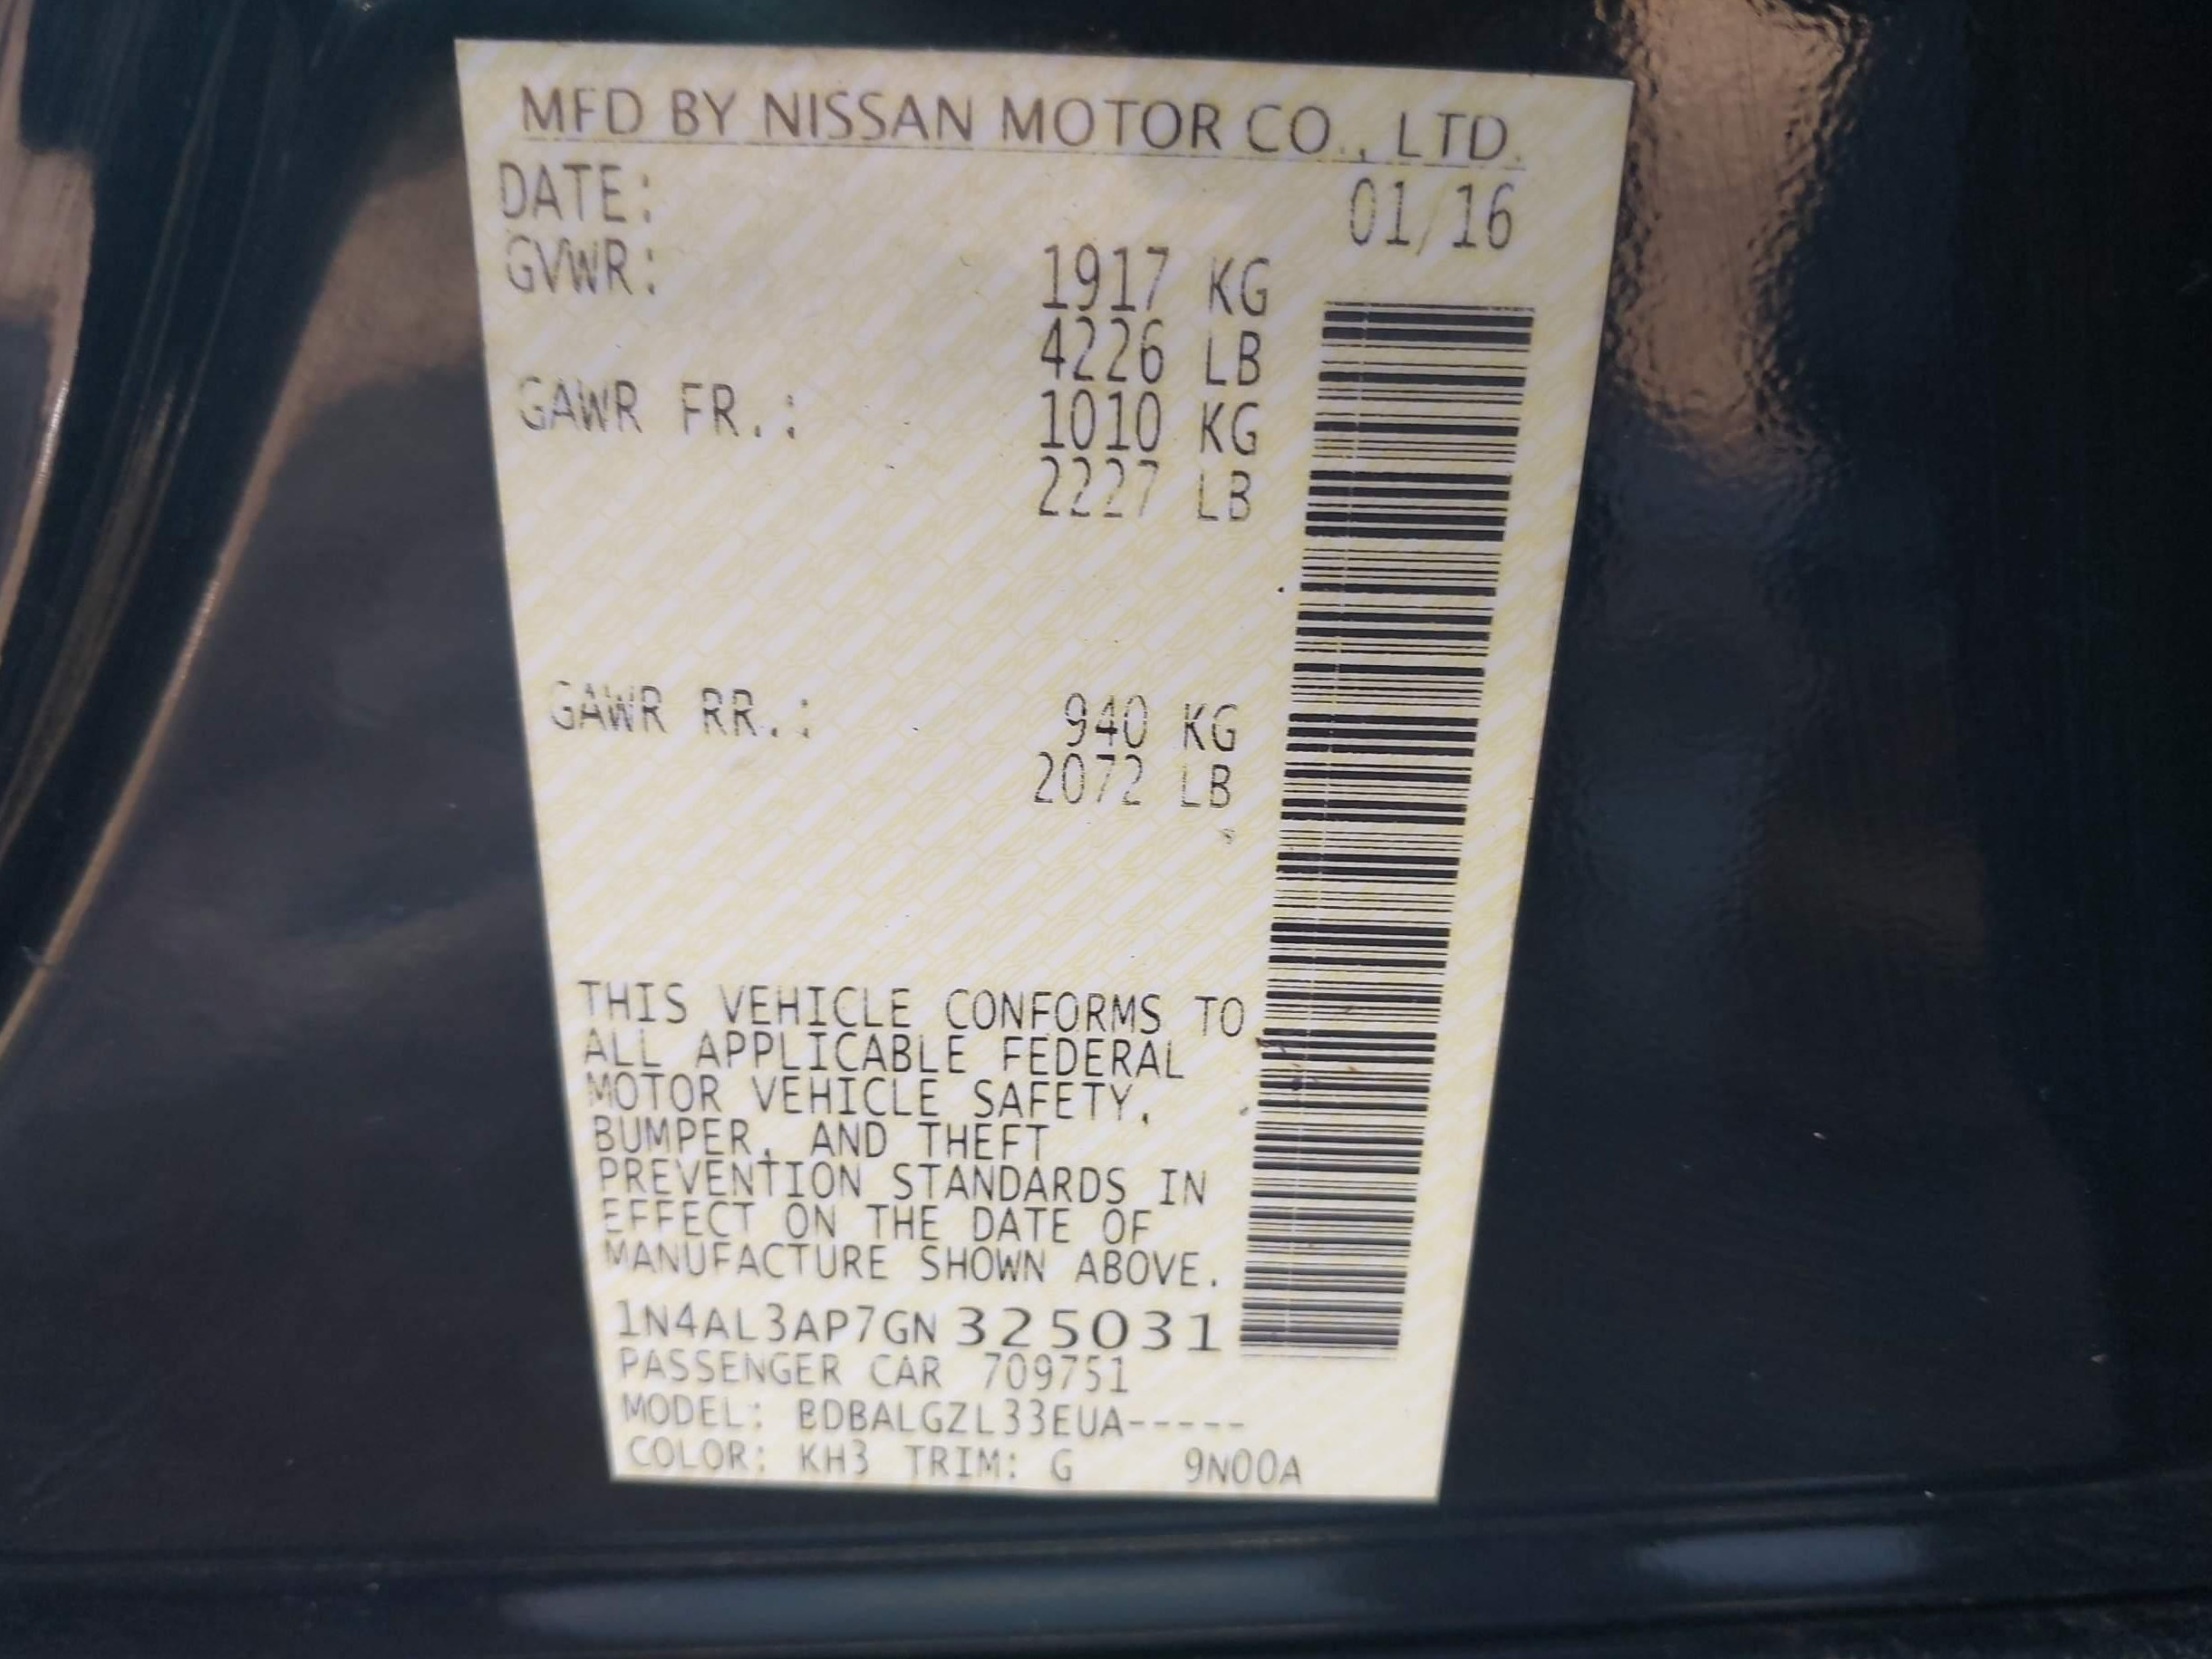 MFD BY NISSAN MOTOR CO., LTD.
DATE: 01/16
GVWR: 1917 KG
4226 LB
GAWR FR.: 1010 KG
2227 LB
GAWR RR.: 940 KG
2072 LB
THIS VEHICLE CONFORMS TO
ALL APPLICABLE FEDERAL
MOTOR VEHICLE SAFETY,
BUMPER, AND THEFT
PREVENTION STANDARDS IN
EFFECT ON THE DATE OF
MANUFACTURE SHOWN ABOVE.
1N4AL3AP7GN325031
PASSENGER CAR 709751
MODEL: BDBALGZL33EUA-----
COLOR: KH3 TRIM: G 9N00A